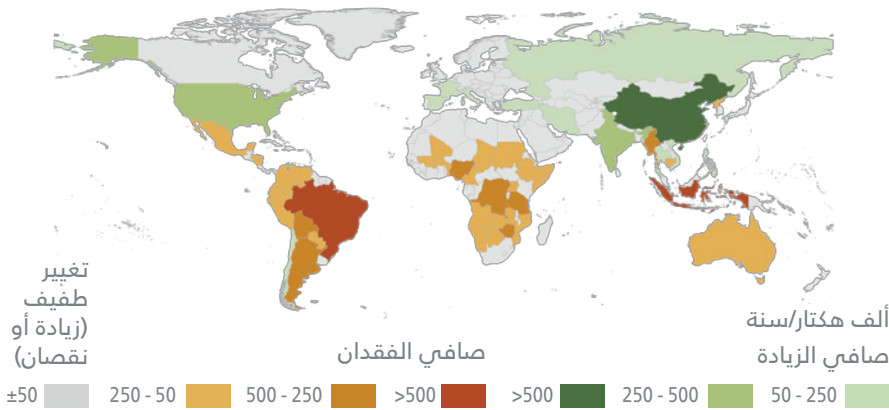 ألف هكتار/سنة
صافي الزيادة
50 - 250
250 - 500
>500
صافي الفقدان
>500
500 - 250
250 - 50
تغيير
طفيف
(زيادة أو
نقصان)
±50